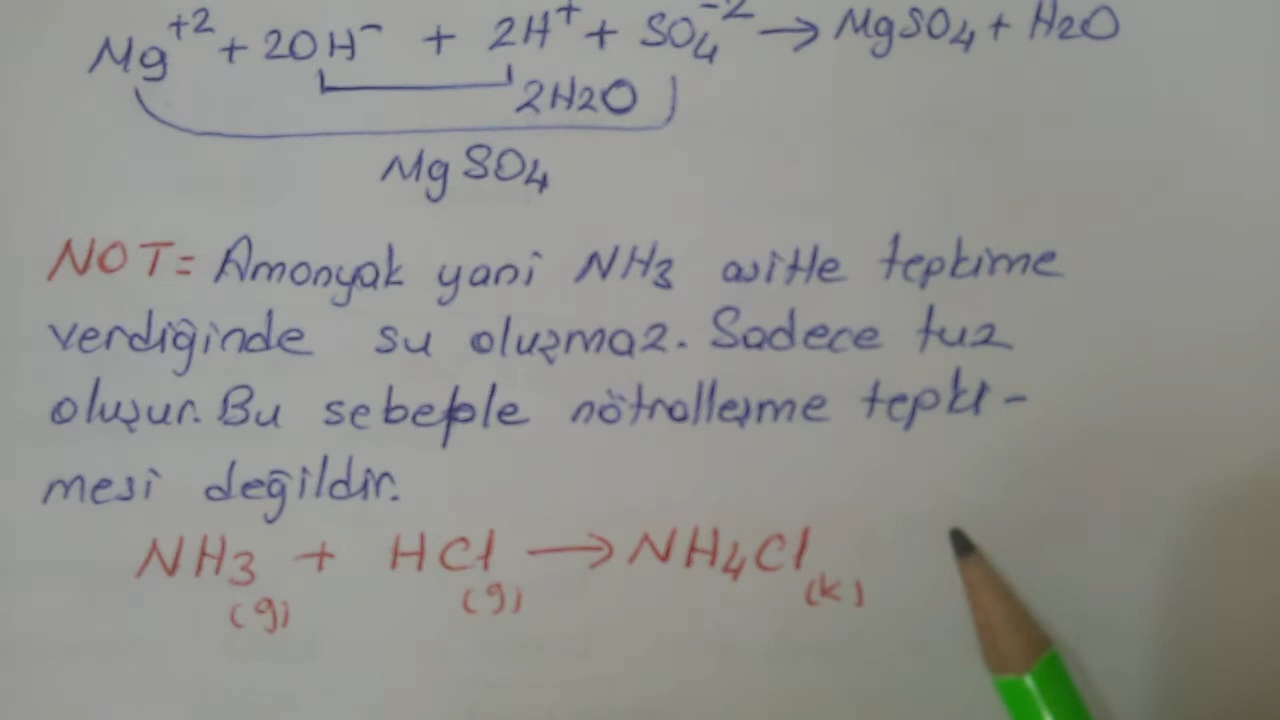 Mg+2 + 2OH- + 2H+ + SO4-2 → MgSO4 + H2O
2H2O
MgSO4
NOT= Amonyak yani NH3 asitle tepkime
verdiğinde su oluşmaz. Sadece tuz
oluşur. Bu sebeple nötralleşme tepki-
mesi değildir.
NH3 + HCl → NH4Cl
(g) (g) (k)